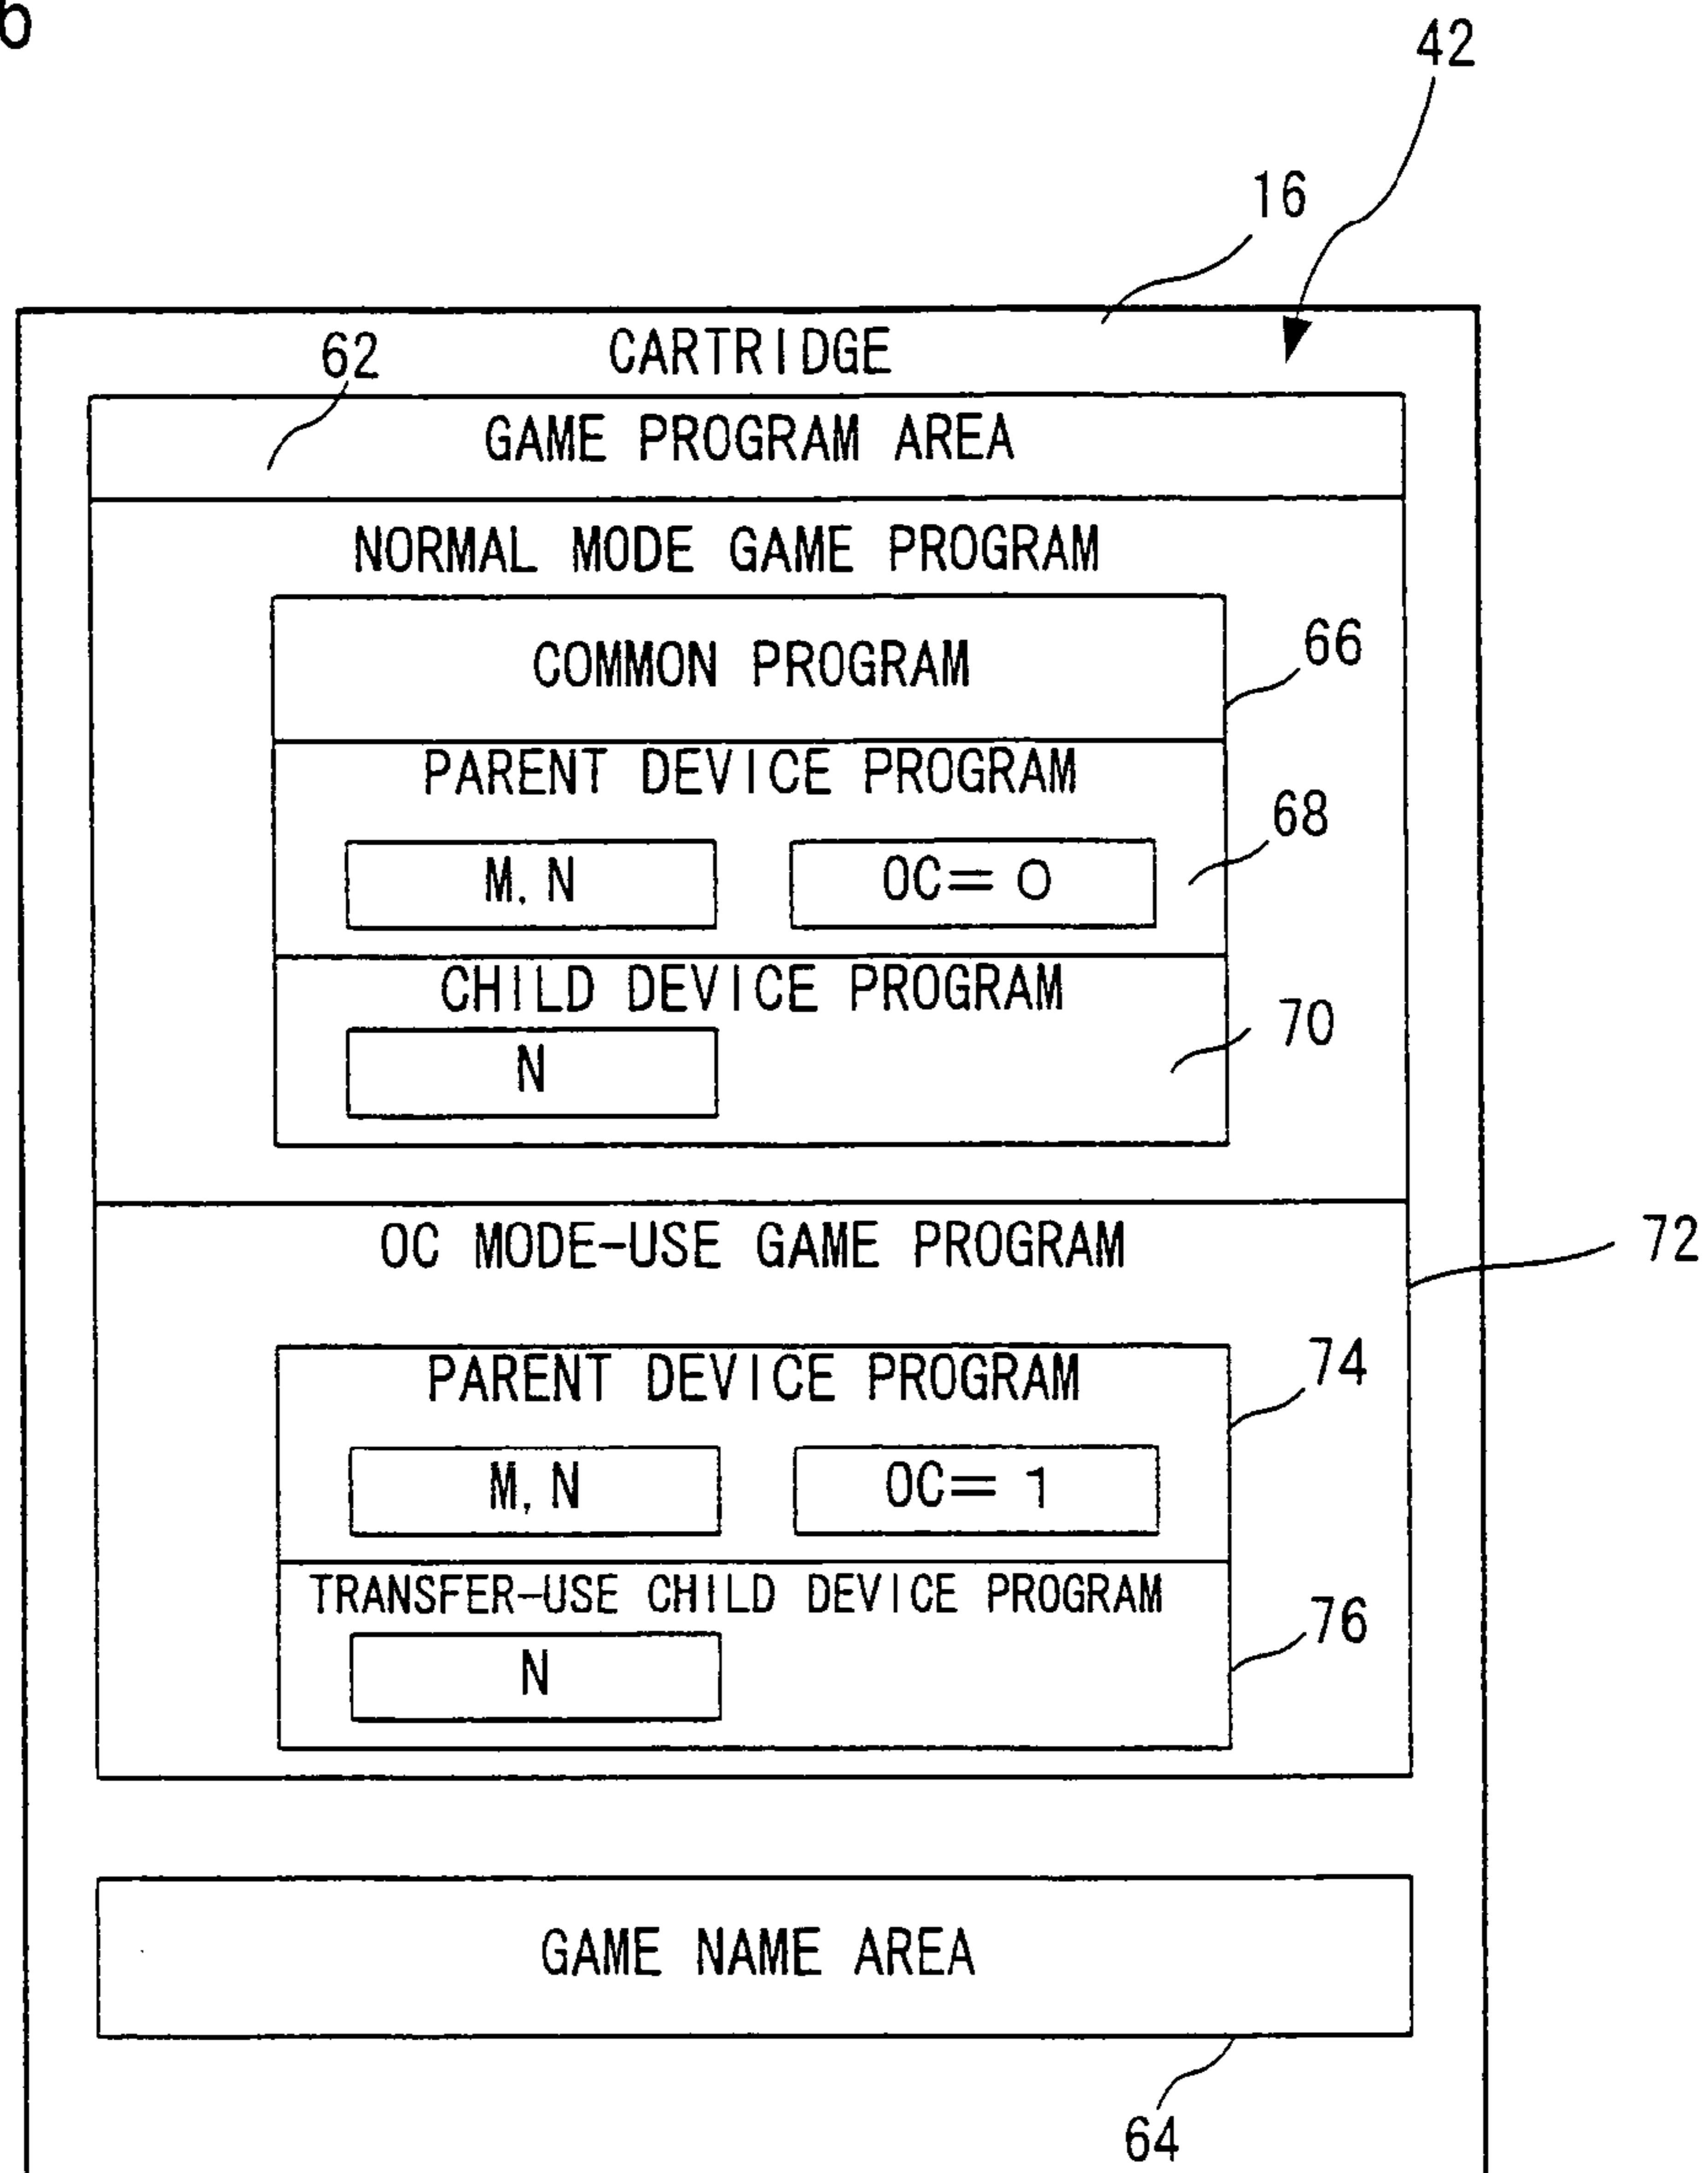 6
42
16
CARTRIDGE
62
GAME PROGRAM AREA
NORMAL MODE GAME PROGRAM
COMMON PROGRAM
66
PARENT DEVICE PROGRAM
68
M, N
OC= 0
CHILD DEVICE PROGRAM
70
N
OC MODE-USE GAME PROGRAM
72
PARENT DEVICE PROGRAM
74
M, N
OC= 1
TRANSFER-USE CHILD DEVICE PROGRAM
76
N
GAME NAME AREA
64